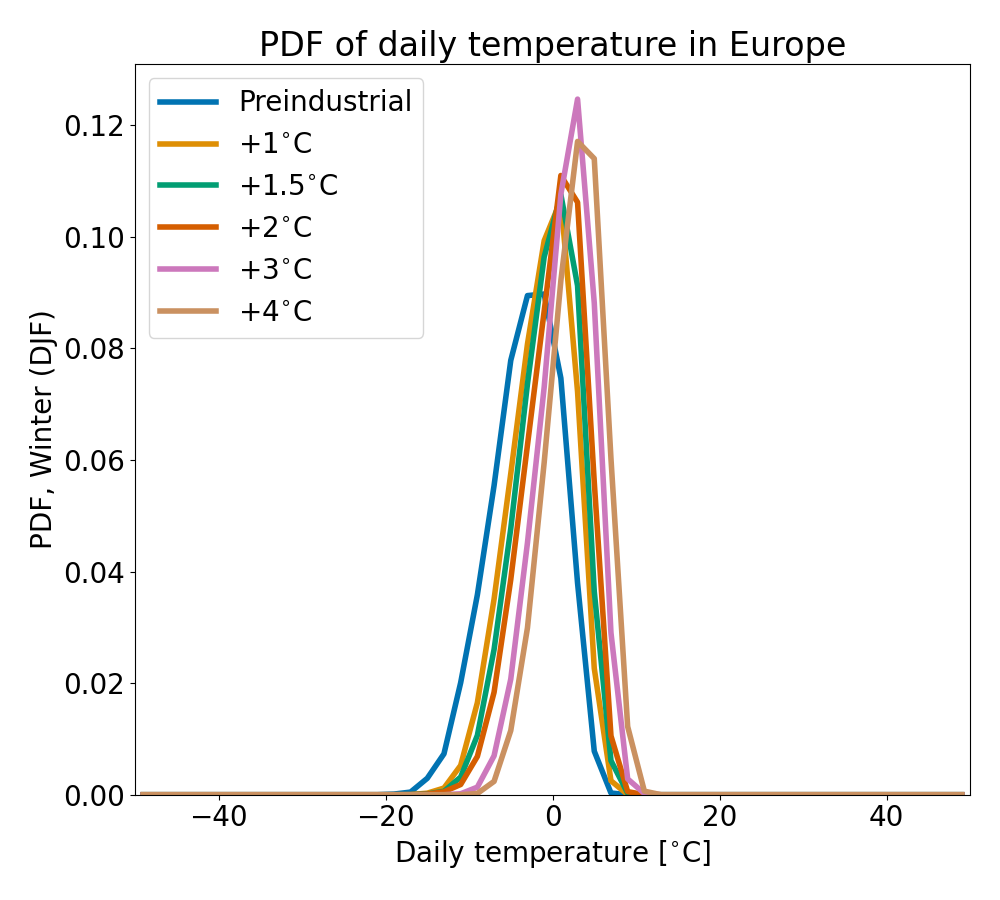 PDF of daily temperature in Europe
Preindustrial
+1°C
+1.5°C
+2°C
+3°C
+4°C
PDF, Winter (DJF)
0.12
0.10
0.08
0.06
0.04
0.02
0.00
−40
−20
0
20
40
Daily temperature [°C]